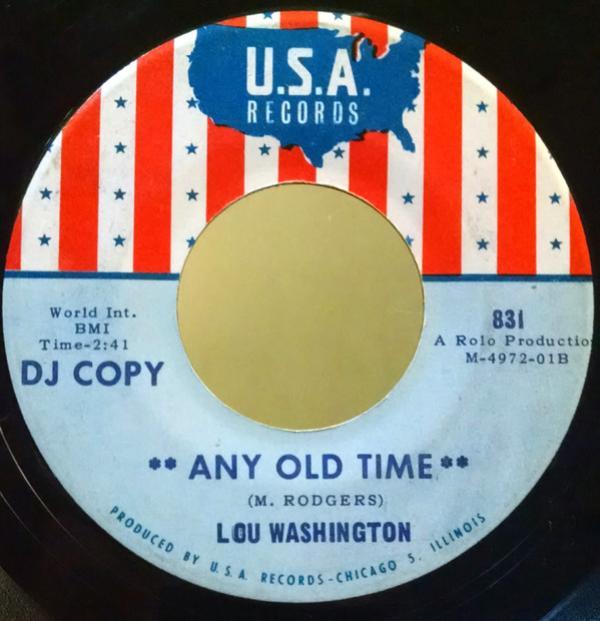 U.S.A.
RECORDS
World Int.
BMI
Time-2:41
DJ COPY
831
A Rolo Productio
M-4972-01B
** ANY OLD TIME **
(M. RODGERS)
LOU WASHINGTON
PRODUCED BY U.S.A. RECORDS-CHICAGO 5, ILLINOIS